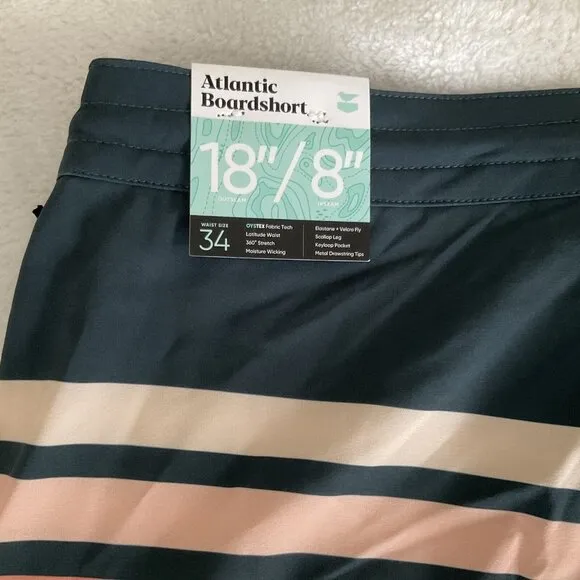 Atlantic
Boardshort
18"/8"
OUTSEAM
INSEAM
WAIST SIZE
34
OYSTEX Fabric Tech
Latitude Waist
360° Stretch
Moisture Wicking
Elastane + Velcro Fly
Scallop Leg
Keyloop Pocket
Metal Drawstring Tips